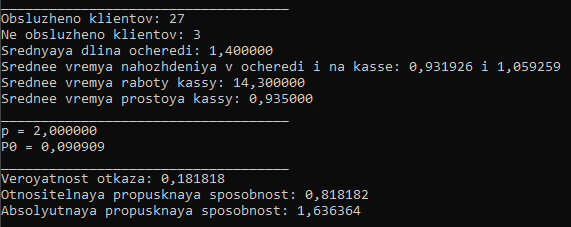 Obsluzheno klientov: 27
Ne obsluzheno klientov: 3
Srednyaya dlina ocheredi: 1,400000
Srednee vremya nahozhdeniya v ocheredi i na kasse: 0,931926 i 1,059259
Srednee vremya raboty kassy: 14,300000
Srednee vremya prostoya kassy: 0,935000
p = 2,000000
P0 = 0,090909
Veroyatnost otkaza: 0,181818
Otnositelnaya propusknaya sposobnost: 0,818182
Absolyutnaya propusknaya sposobnost: 1,636364